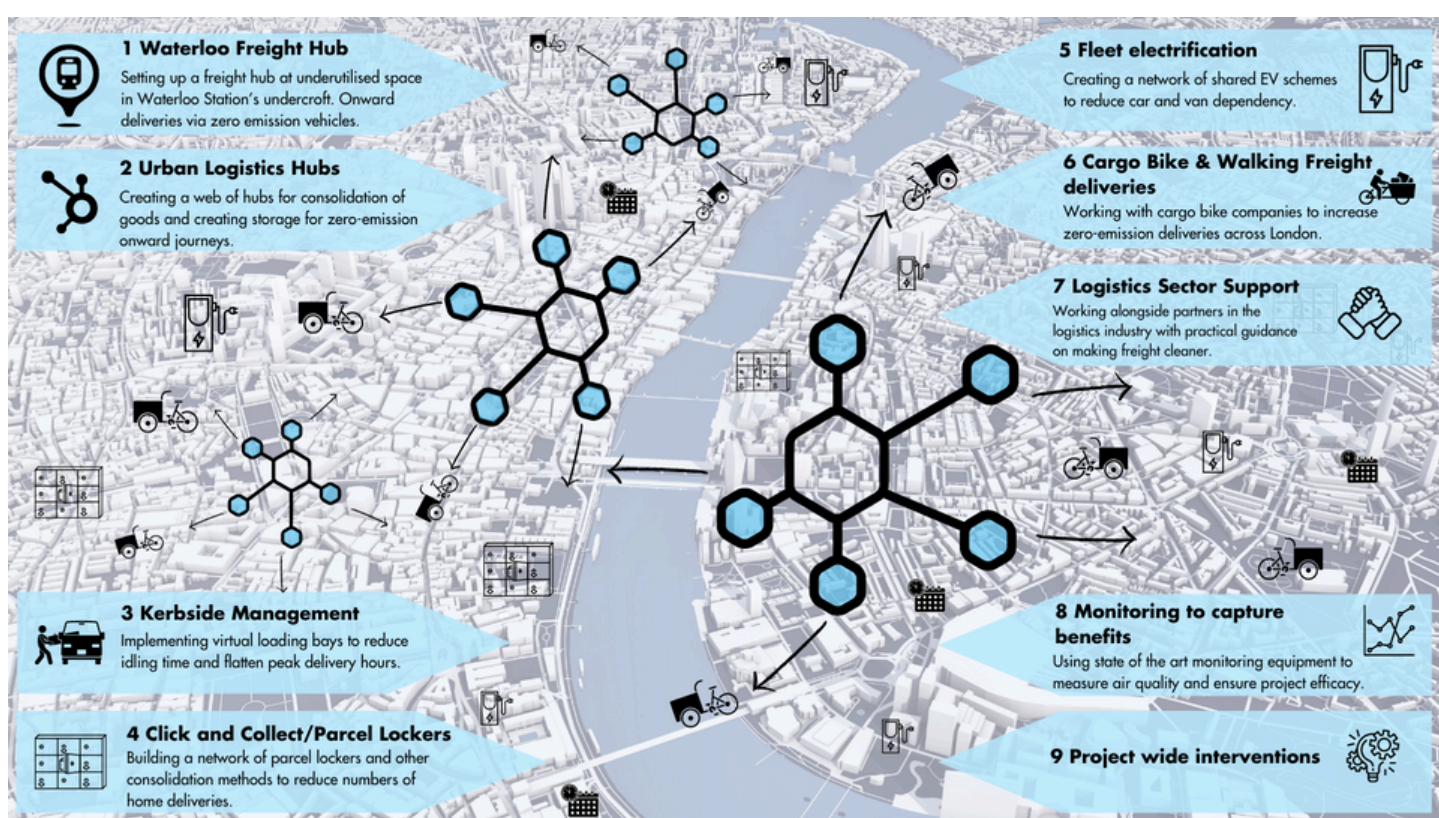 1 Waterloo Freight Hub
Setting up a freight hub at underutilised space
in Waterloo Station's undercroft. Onward
deliveries via zero emission vehicles.
2 Urban Logistics Hubs
Creating a web of hubs for consolidation of
goods and creating storage for zero-emission
onward journeys.
3 Kerbside Management
Implementing virtual loading bays to reduce
idling time and flatten peak delivery hours.
4 Click and Collect/Parcel Lockers
Building a network of parcel lockers and other
consolidation methods to reduce numbers of
home deliveries.
5 Fleet electrification
Creating a network of shared EV schemes
to reduce car and van dependency.
6 Cargo Bike & Walking Freight
deliveries
Working with cargo bike companies to increase
zero-emission deliveries across London.
7 Logistics Sector Support
Working alongside partners in the
logistics industry with practical guidance
on making freight cleaner.
8 Monitoring to capture
benefits
Using state of the art monitoring equipment to
measure air quality and ensure project efficacy.
9 Project wide interventions